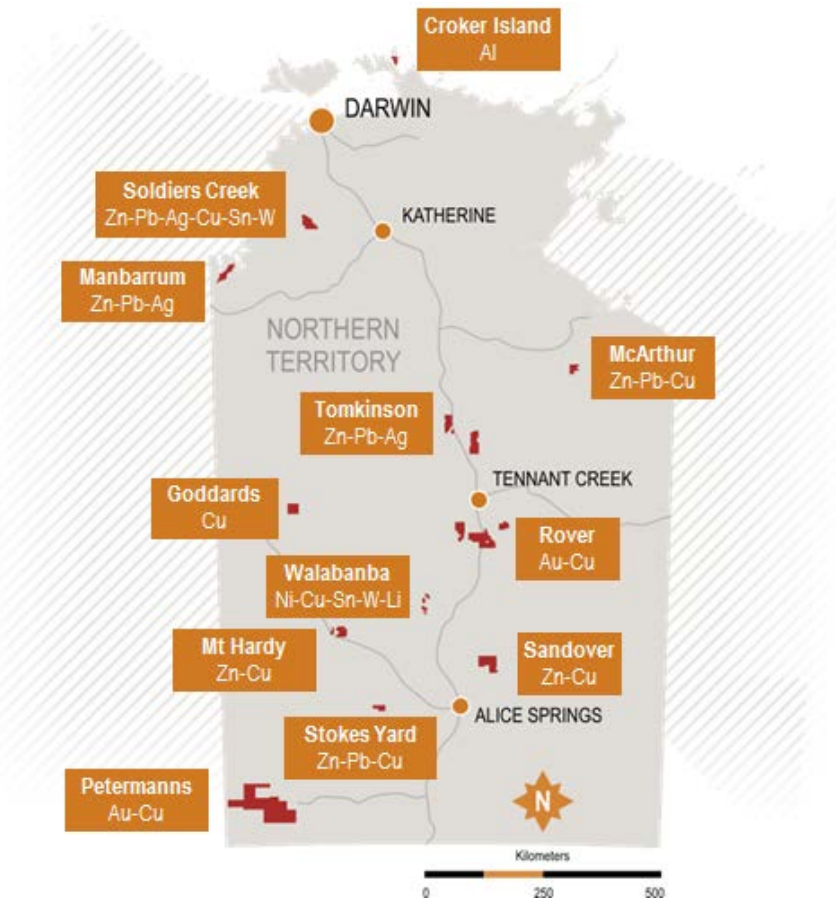 Croker Island
Al
DARWIN
Soldiers Creek
Zn-Pb-Ag-Cu-Sn-W
KATHERINE
Manbarrum
Zn-Pb-Ag
NORTHERN
TERRITORY
McArthur
Zn-Pb-Cu
Tomkinson
Zn-Pb-Ag
TENNANT CREEK
Goddards
Cu
Rover
Au-Cu
Walabanba
Ni-Cu-Sn-W-Li
Mt Hardy
Zn-Cu
Sandover
Zn-Cu
ALICE SPRINGS
Stokes Yard
Zn-Pb-Cu
Petermanns
Au-Cu
N
Kilometers
0 250 500